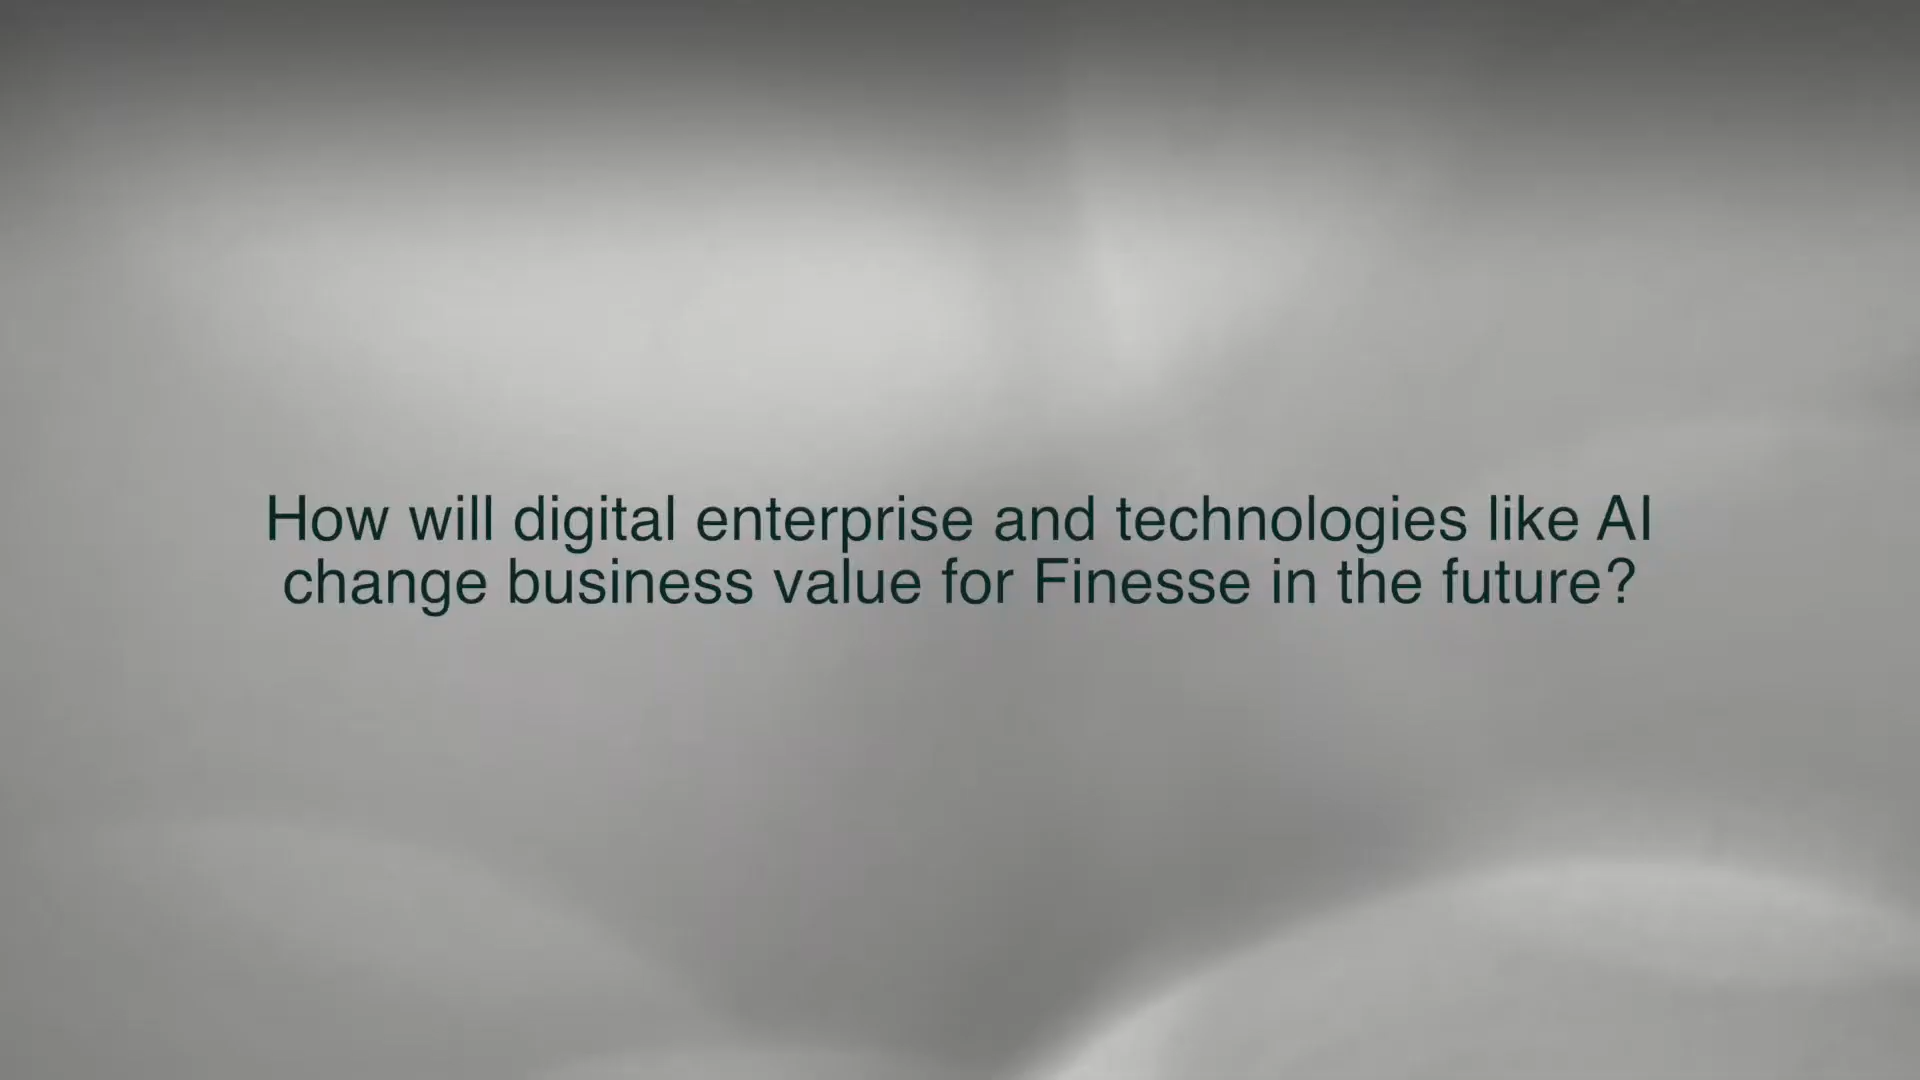 How will digital enterprise and technologies like AI
change business value for Finesse in the future?